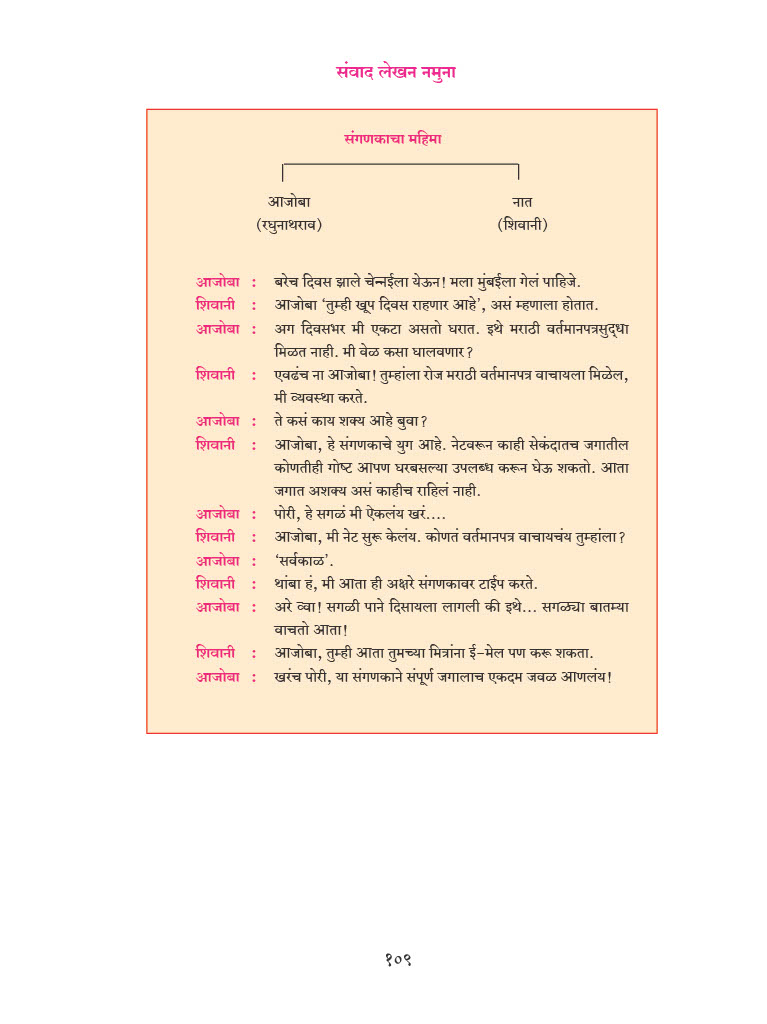 संवाद लेखन नमुना
संगणकाचा महिमा
आजोबा नात
(रघुनाथराव) (शिवानी)
आजोबा : बरेच दिवस झाले चेन्नईला येऊन! मला मुंबईला गेलं पाहिजे.
शिवानी : आजोबा ‘तुम्ही खूप दिवस राहणार आहे’, असं म्हणाला होतात.
आजोबा : अग दिवसभर मी एकटा असतो घरात. इथे मराठी वर्तमानपत्रसुद्धा
मिळत नाही. मी वेळ कसा घालवणार?
शिवानी : एवढंच ना आजोबा! तुम्हांला रोज मराठी वर्तमानपत्र वाचायला मिळेल,
मी व्यवस्था करते.
आजोबा : ते कसं काय शक्य आहे बुवा?
शिवानी : आजोबा, हे संगणकाचे युग आहे. नेटवरून काही सेकंदातच जगातील
कोणतीही गोष्ट आपण घरबसल्या उपलब्ध करून घेऊ शकतो. आता
जगात अशक्य असं काहीच राहिलं नाही.
आजोबा : पोरी, हे सगळं मी ऐकलंय खरं....
शिवानी : आजोबा, मी नेट सुरू केलंय. कोणतं वर्तमानपत्र वाचायचंय तुम्हांला?
आजोबा : ‘सर्वकाळ’.
शिवानी : थांबा हं, मी आता ही अक्षरे संगणकावर टाईप करते.
आजोबा : अरे व्वा! सगळी पाने दिसायला लागली की इथे... सगळ्या बातम्या
वाचतो आता!
शिवानी : आजोबा, तुम्ही आता तुमच्या मित्रांना ई-मेल पण करू शकता.
आजोबा : खरंच पोरी, या संगणकाने संपूर्ण जगालाच एकदम जवळ आणलंय!
१०९